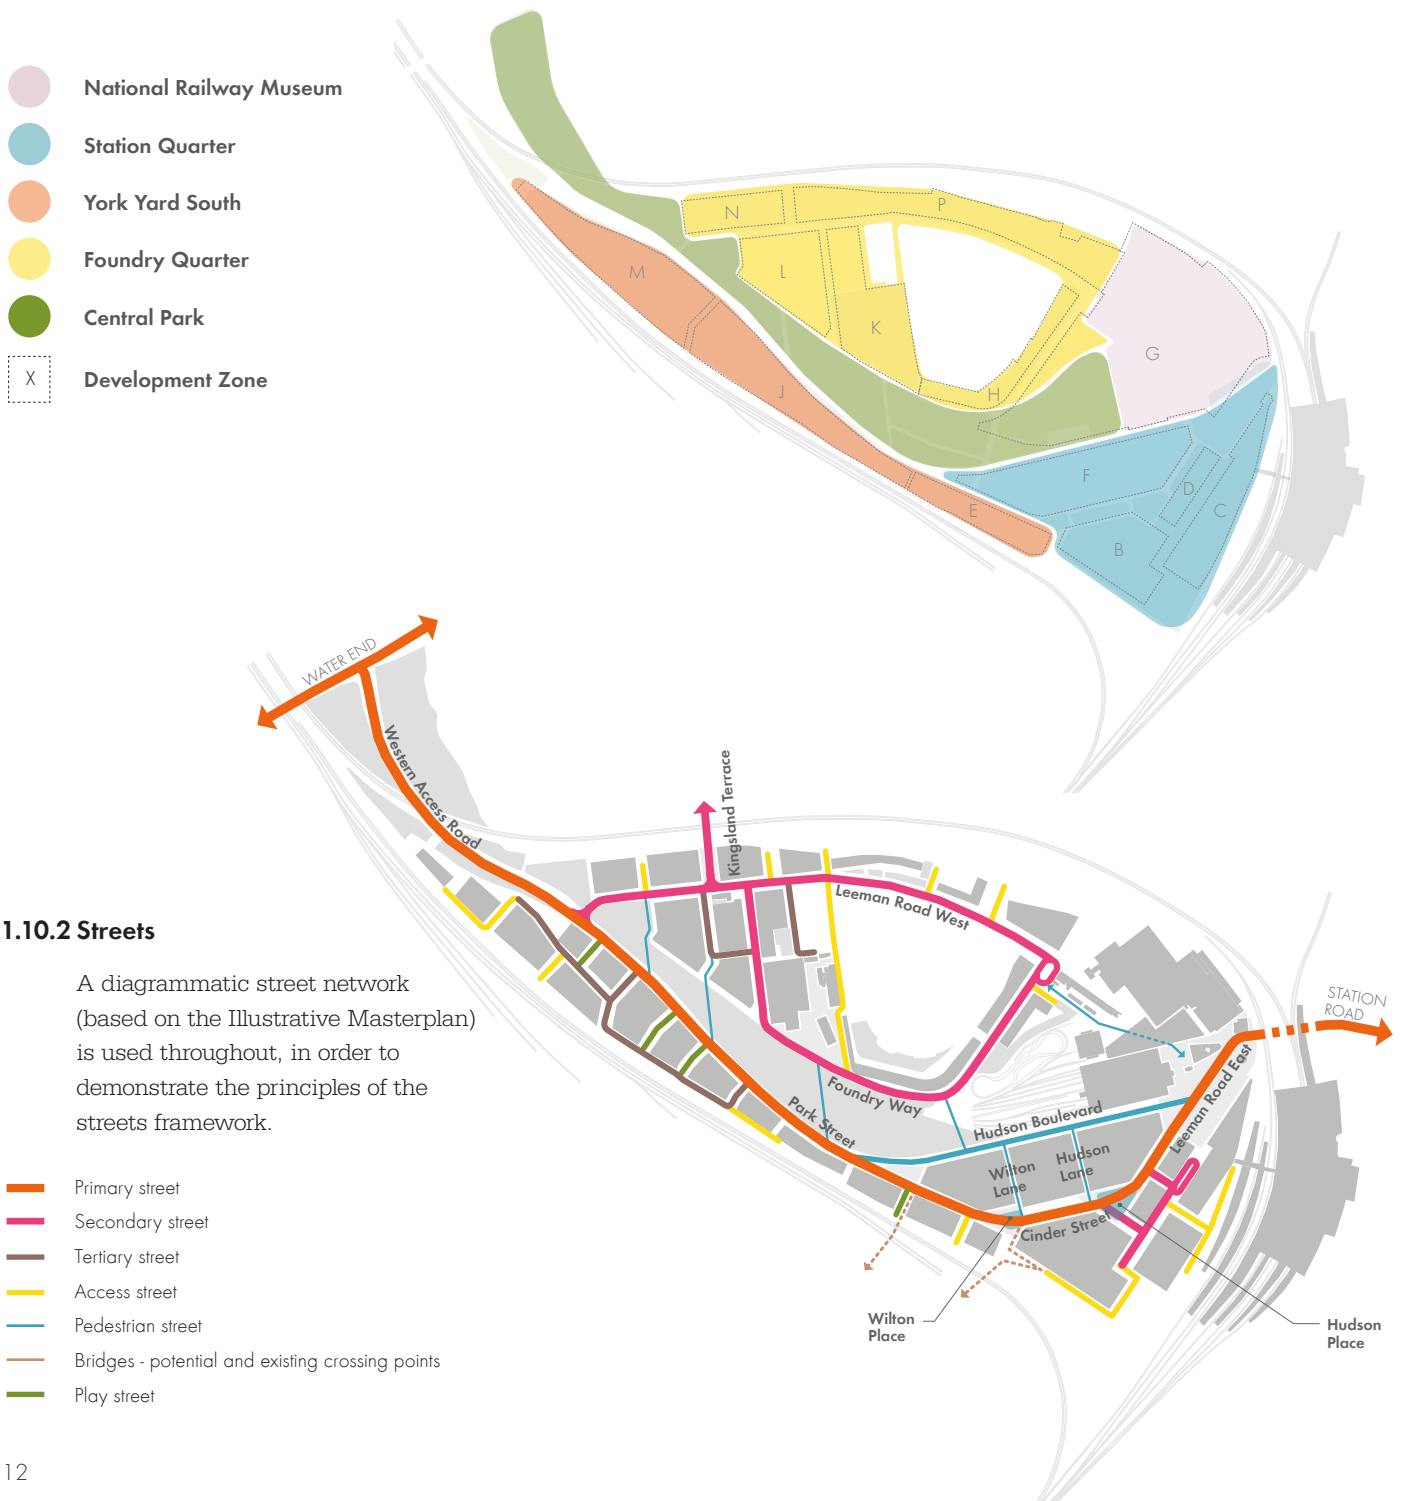 National Railway Museum
Station Quarter
York Yard South
Foundry Quarter
Central Park
X Development Zone
N
P
M
L
K
G
J
H
F
D
E
C
B
WATER END
Western Access Road
Kingsland Terrace
Leeman Road West
STATION
ROAD
Foundry Way
Park Street
Hudson Boulevard
Leeman Road East
Wilton
Lane
Hudson
Lane
Cinder Street
Wilton
Place
Hudson
Place
1.10.2 Streets
A diagrammatic street network
(based on the Illustrative Masterplan)
is used throughout, in order to
demonstrate the principles of the
streets framework.
Primary street
Secondary street
Tertiary street
Access street
Pedestrian street
Bridges - potential and existing crossing points
Play street
12